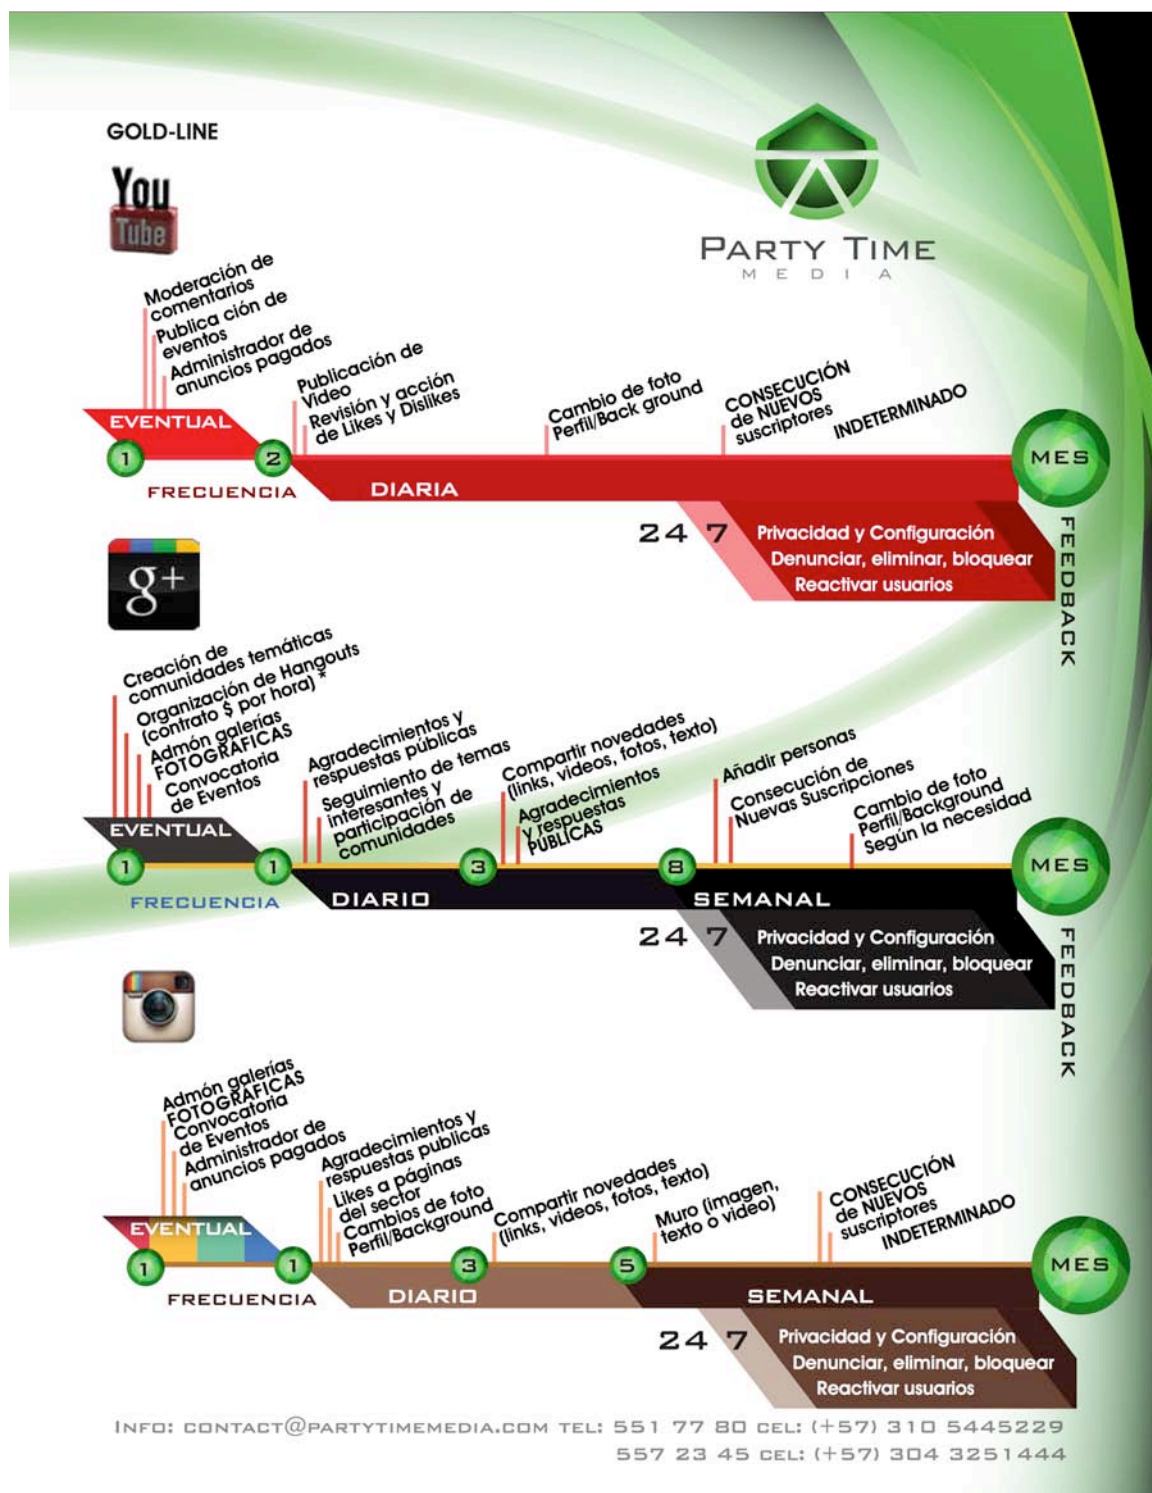 GOLD-LINE
You
Tube
PARTY TIME
MEDIA
Moderación de
comentarios
Publica ción de
eventos
Administrador de
anuncios pagados
Publicación de
Video
Revisión y acción
de Likes y Dislikes
Cambio de foto
Perfil/Back ground
CONSECUCIÓN
de NUEVOS
suscriptores
INDETERMINADO
EVENTUAL
1
2
MES
FRECUENCIA
DIARIA
24 7
Privacidad y Configuración
Denunciar, eliminar, bloquear
Reactivar usuarios
FEEDBACK
g+
Creación de
comunidades temáticas
Organización de Hangouts
(contrato $ por hora) *
Admón galerías
FOTOGRÁFICAS
Convocatoria
de Eventos
Agradecimientos y
respuestas públicas
Seguimiento de temas
interesantes y
participación de
comunidades
Compartir novedades
(links, videos, fotos, texto)
Agradecimientos
y respuestas
PÚBLICAS
Añadir personas
Consecución de
Nuevas Suscripciones
Cambio de foto
Perfil/Background
Según la necesidad
EVENTUAL
1
1
3
8
MES
FRECUENCIA
DIARIO
SEMANAL
24 7
Privacidad y Configuración
Denunciar, eliminar, bloquear
Reactivar usuarios
FEEDBACK
Admón galerías
FOTOGRÁFICAS
Convocatoria
de Eventos
Administrador de
anuncios pagados
Agradecimientos y
respuestas publicas
Likes a páginas
del sector
Cambios de foto
Perfil/Background
Compartir novedades
(links, videos, fotos, texto)
Muro (imagen,
texto o video)
CONSECUCIÓN
de NUEVOS
suscriptores
INDETERMINADO
EVENTUAL
1
1
3
5
MES
FRECUENCIA
DIARIO
SEMANAL
24 7
Privacidad y Configuración
Denunciar, eliminar, bloquear
Reactivar usuarios
INFO: CONTACT@PARTYTIMEMEDIA.COM TEL: 551 77 80 CEL: (+57) 310 5445229
557 23 45 CEL: (+57) 304 3251444